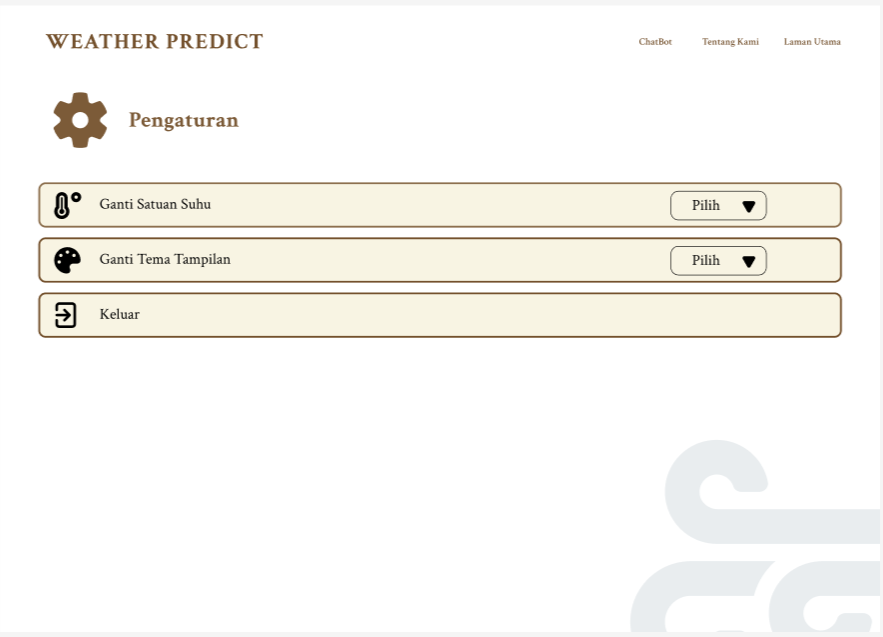 WEATHER PREDICT
ChatBot Tentang Kami Laman Utama
Pengaturan
Ganti Satuan Suhu Pilih
Ganti Tema Tampilan Pilih
Keluar